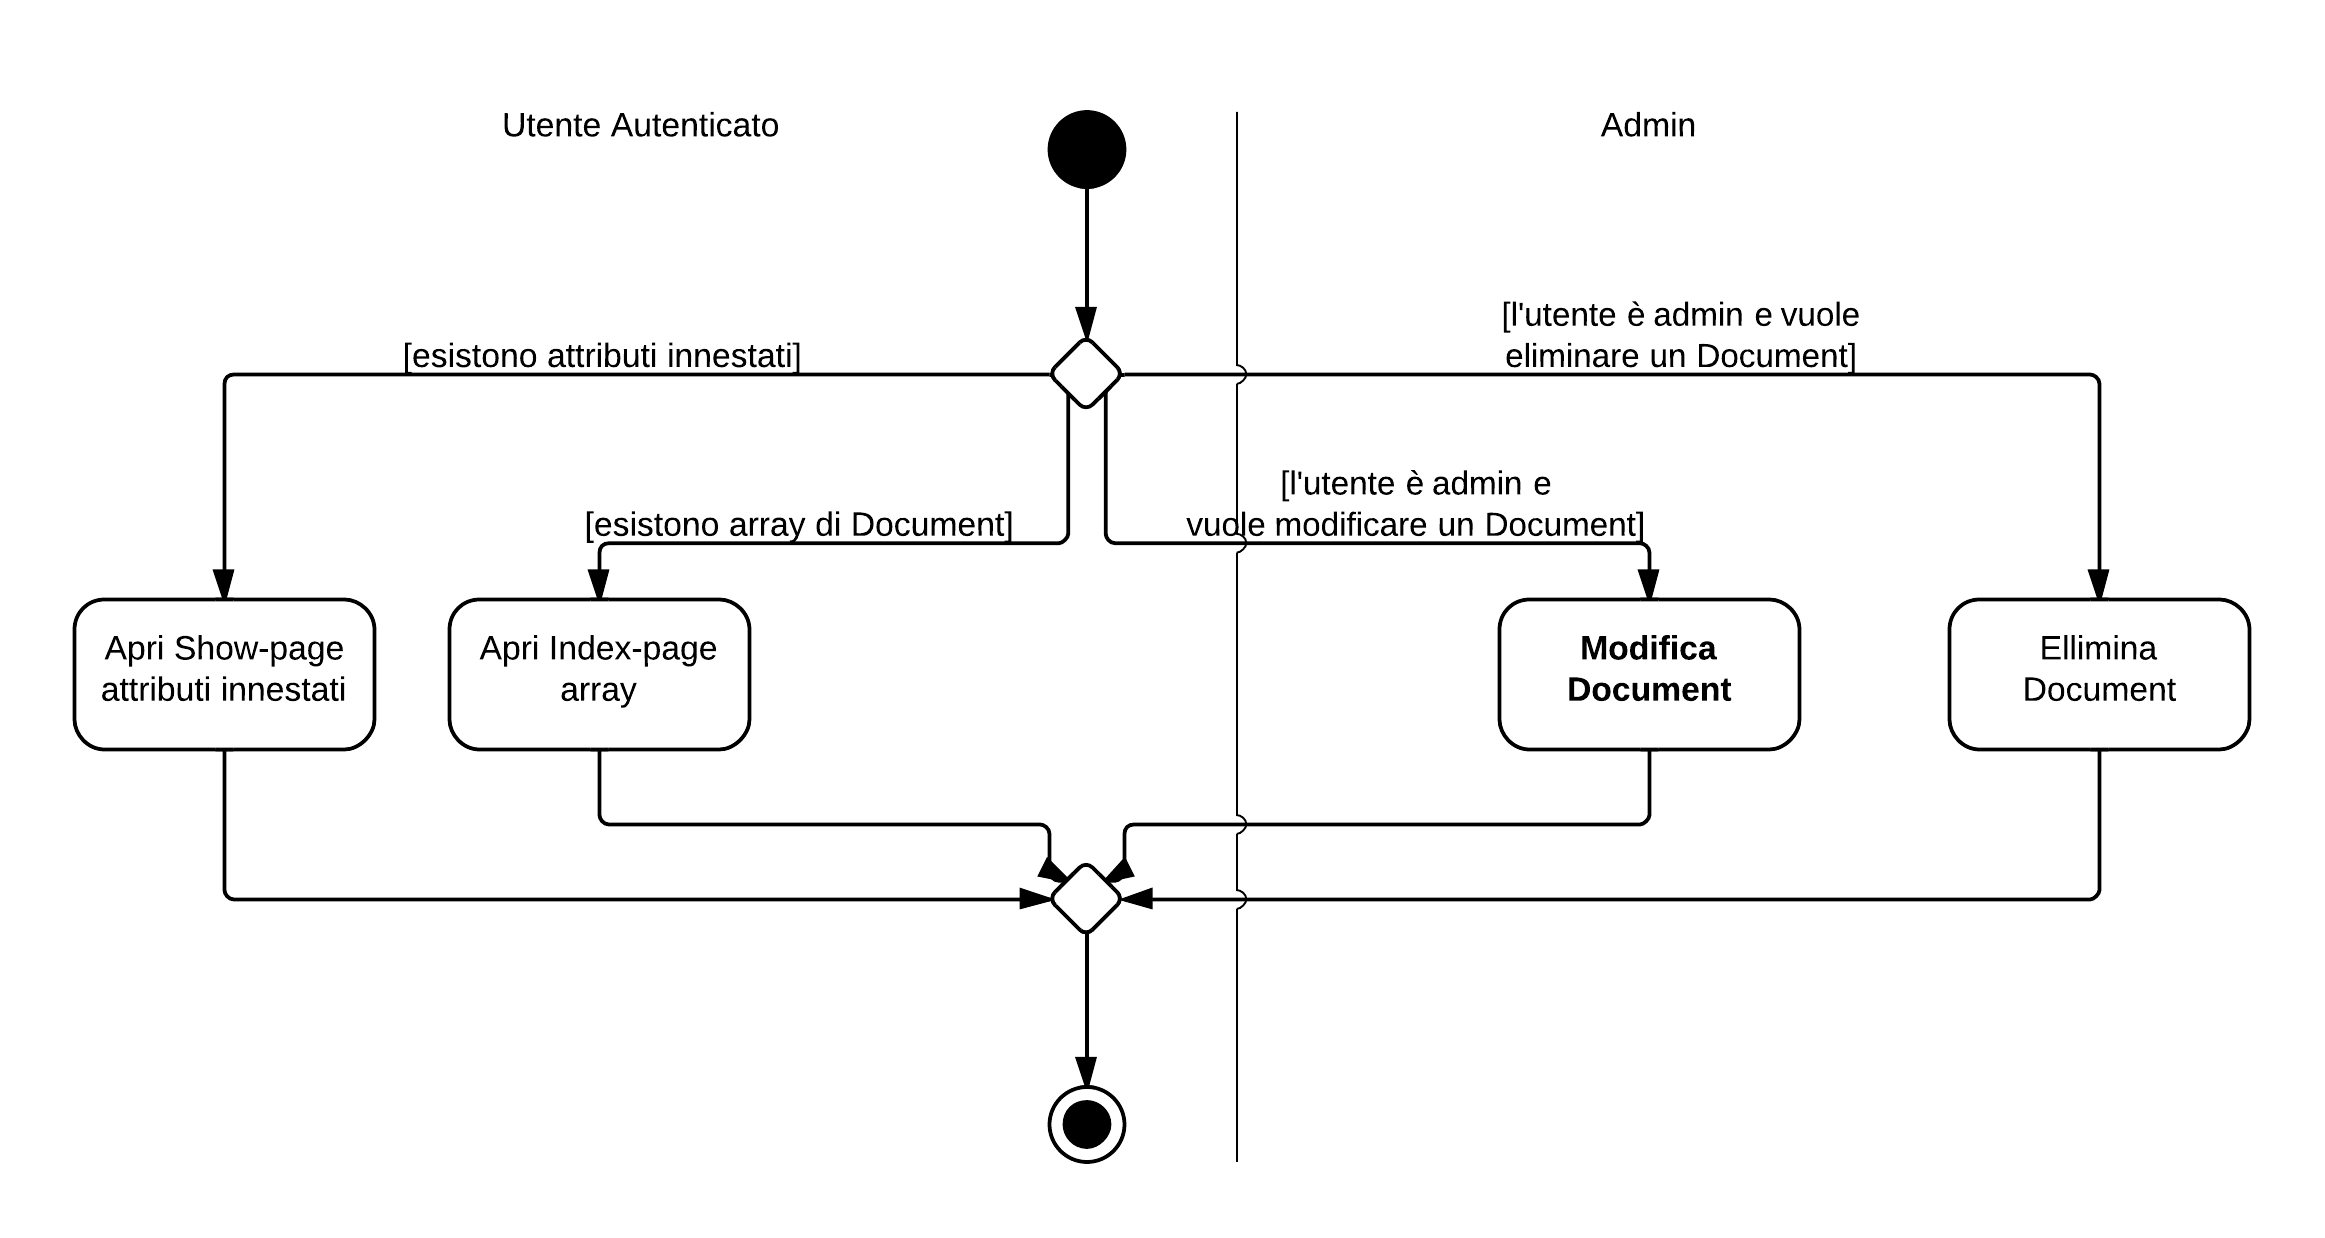 Utente Autenticato
Admin
[l'utente è admin e vuole
eliminare un Document]
[esistono attributi innestati]
[l'utente è admin e
vuole modificare un Document]
[esistono array di Document]
Apri Show-page
attributi innestati
Apri Index-page
array
Modifica
Document
Ellimina
Document